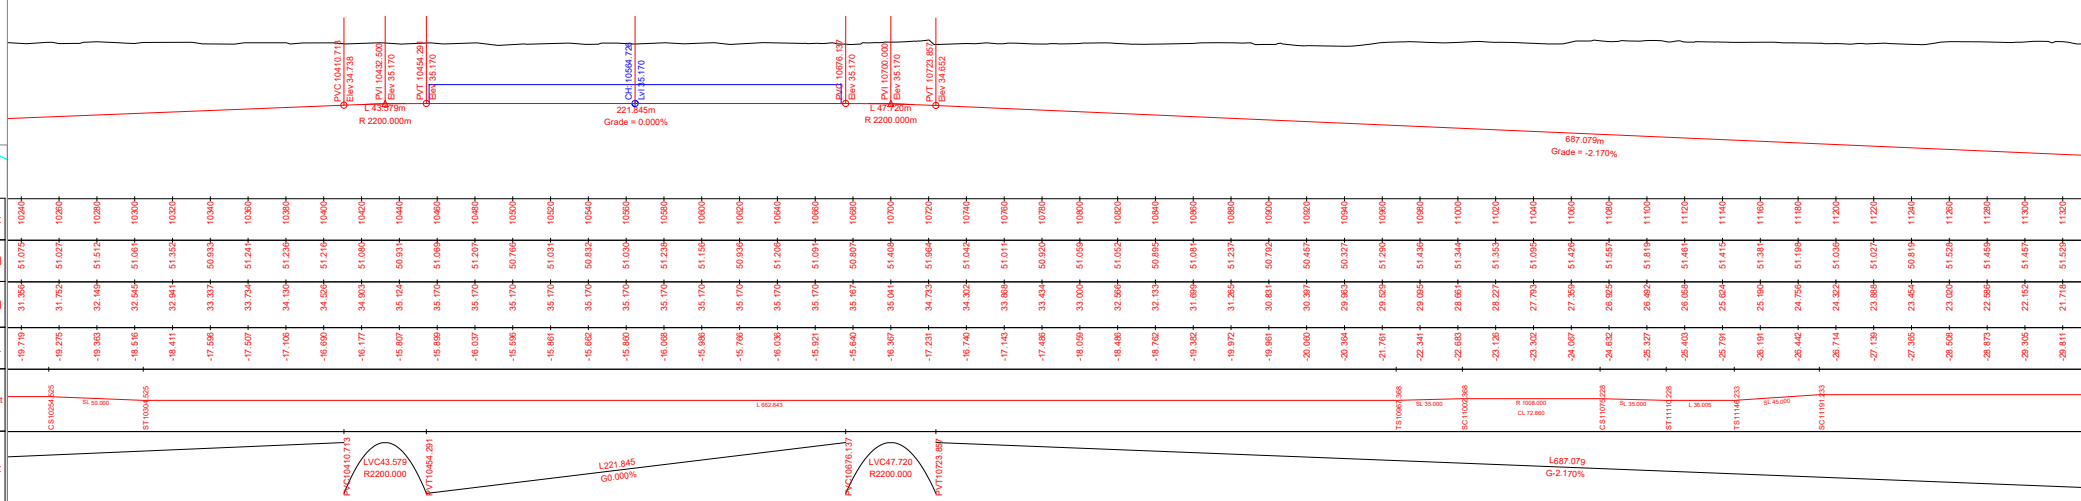 PVC 10410.713
Elev 34.738
PVI 10432.500
Elev 35.170
PVT 10454.291
Elev 35.170
CH: 10564.726
Lvl 35.170
PVC 10676.137
Elev 35.170
PVI 10700.000
Elev 35.170
PVT 10723.857
Elev 34.652
L 43.579m
R 2200.000m
221.845m
Grade = 0.000%
L 47.720m
R 2200.000m
687.079m
Grade = -2.170%
10240 10260 10280 10300 10320 10340 10360 10380 10400 10420 10440 10460 10480 10500 10520 10540 10560 10580 10600 10620 10640 10660 10680 10700 10720 10740 10760 10780 10800 10820 10840 10860 10880 10900 10920 10940 10960 10980 11000 11020 11040 11060 11080 11100 11120 11140 11160 11180 11200 11220 11240 11260 11280 11300 11320
51.075 51.027 51.512 51.061 51.352 50.933 51.241 51.236 51.216 51.080 50.931 51.069 51.207 50.766 51.031 50.832 51.030 51.238 51.156 50.936 51.206 51.091 50.807 51.408 51.964 51.042 51.011 50.920 51.059 51.052 50.895 51.081 51.237 50.792 50.457 50.327 51.290 51.436 51.344 51.353 51.095 51.426 51.557 51.819 51.461 51.415 51.381 51.198 51.036 51.027 50.819 51.528 51.459 51.457 51.529
31.356 31.752 32.149 32.545 32.941 33.337 33.734 34.130 34.526 34.903 35.124 35.170 35.170 35.170 35.170 35.170 35.170 35.170 35.170 35.170 35.170 35.170 35.167 35.041 34.733 34.302 33.868 33.434 33.000 32.566 32.133 31.699 31.265 30.831 30.397 29.963 29.529 29.095 28.661 28.227 27.793 27.359 26.925 26.492 26.058 25.624 25.190 24.756 24.322 23.888 23.454 23.020 22.586 22.152 21.718
-19.719 -19.275 -19.363 -18.516 -18.411 -17.596 -17.507 -17.106 -16.690 -16.177 -15.807 -15.899 -16.037 -15.596 -15.861 -15.662 -15.860 -16.068 -15.986 -15.766 -16.036 -15.921 -15.640 -16.367 -17.231 -16.740 -17.143 -17.486 -18.059 -18.486 -18.762 -19.382 -19.972 -19.961 -20.060 -20.364 -21.761 -22.341 -22.683 -23.126 -23.302 -24.067 -24.632 -25.327 -25.403 -25.791 -26.191 -26.442 -26.714 -27.139 -27.365 -28.508 -28.873 -29.305 -29.811
CS10254.525
SL 50.000
ST10304.525
L 662.843
TS10967.368
SL 35.000
SC11002.368
R 1008.000
CL 72.860
CS11075.228
SL 35.000
ST11110.228
L 36.005
TS11146.233
SL 45.000
SC11191.233
PVC10410.713
LVC43.579
R2200.000
PVT10454.291
L221.845
G0.000%
PVC10676.137
LVC47.720
R2200.000
PVT10723.857
L687.079
G-2.170%